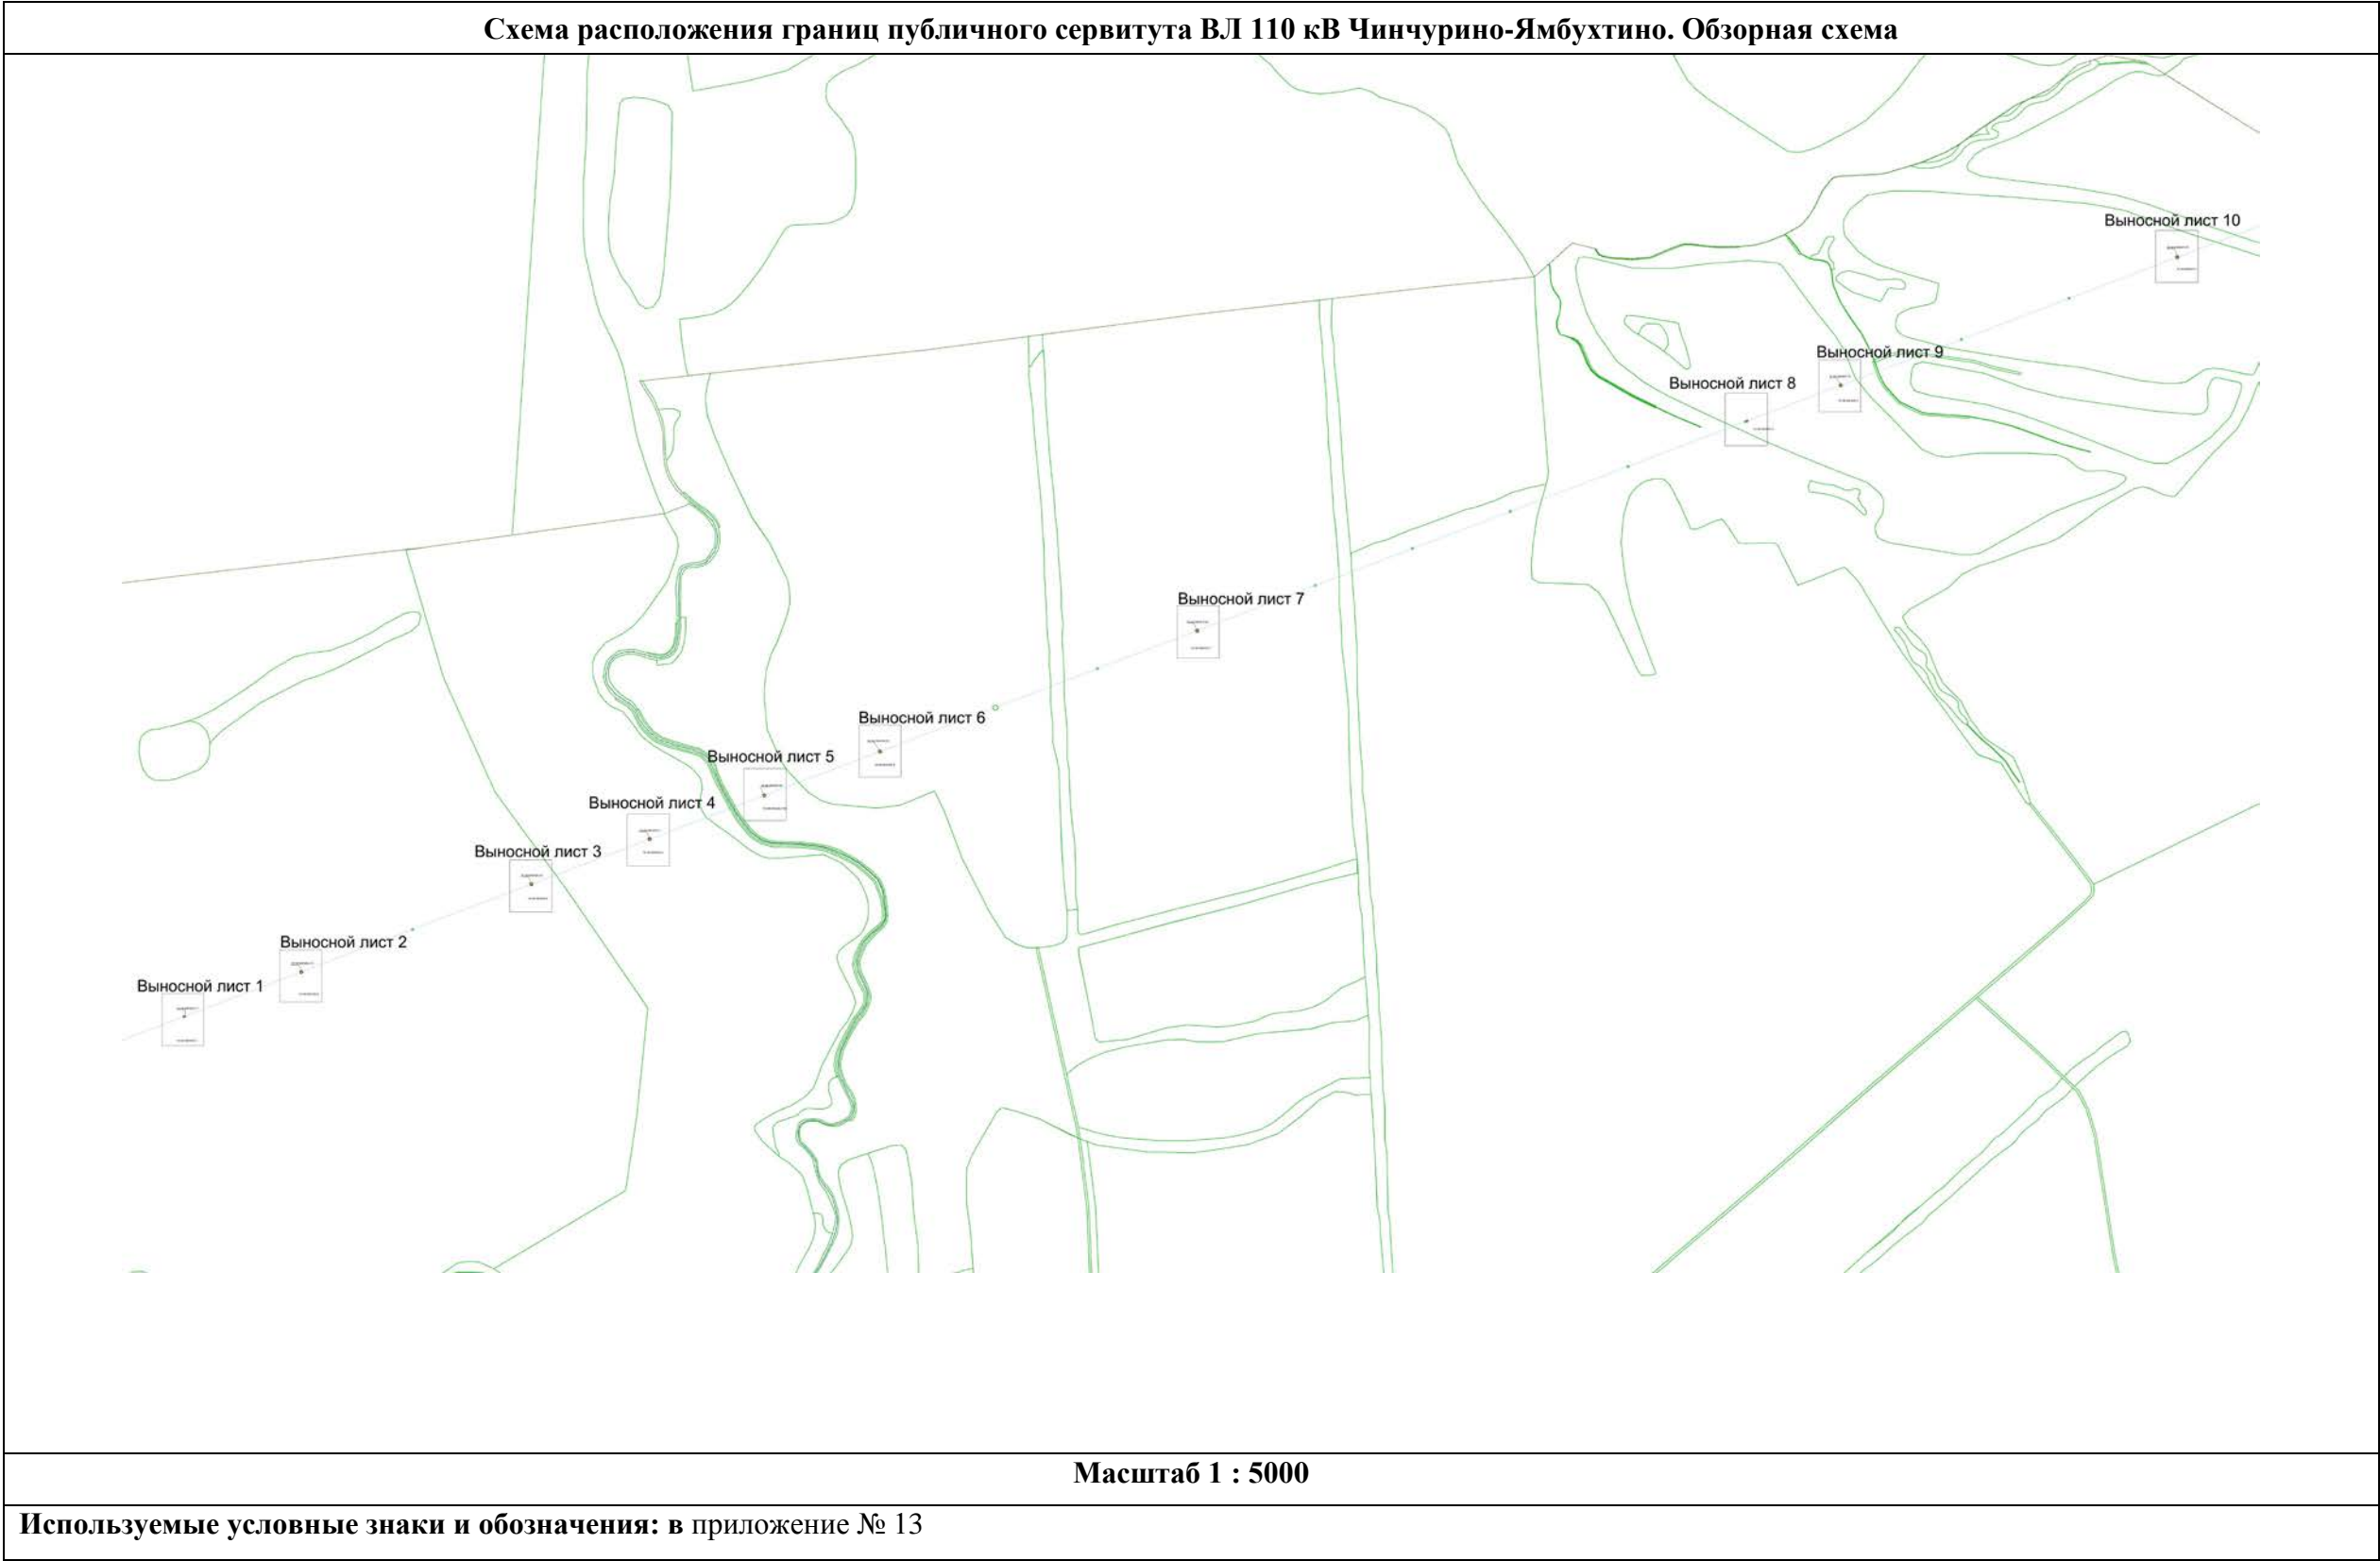 Схема расположения границ публичного сервитута ВЛ 110 кВ Чинчурино-Ямбухтино. Обзорная схема
Выносной лист 10
Выносной лист 9
Выносной лист 8
Выносной лист 7
Выносной лист 6
Выносной лист 5
Выносной лист 4
Выносной лист 3
Выносной лист 2
Выносной лист 1
Масштаб 1 : 5000
Используемые условные знаки и обозначения: в приложение № 13